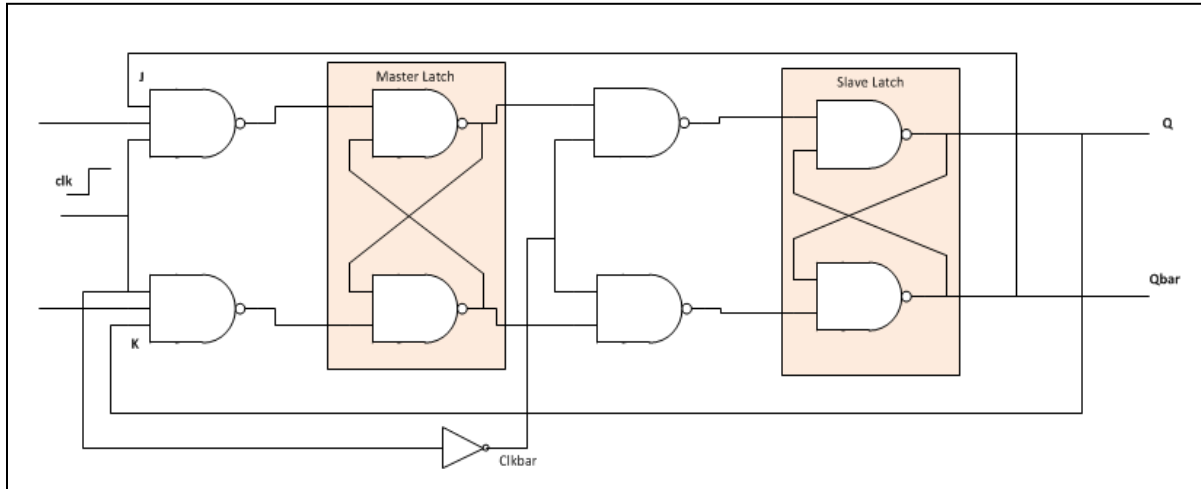 J
Master Latch
Slave Latch
Q
clk
Qbar
K
Clkbar